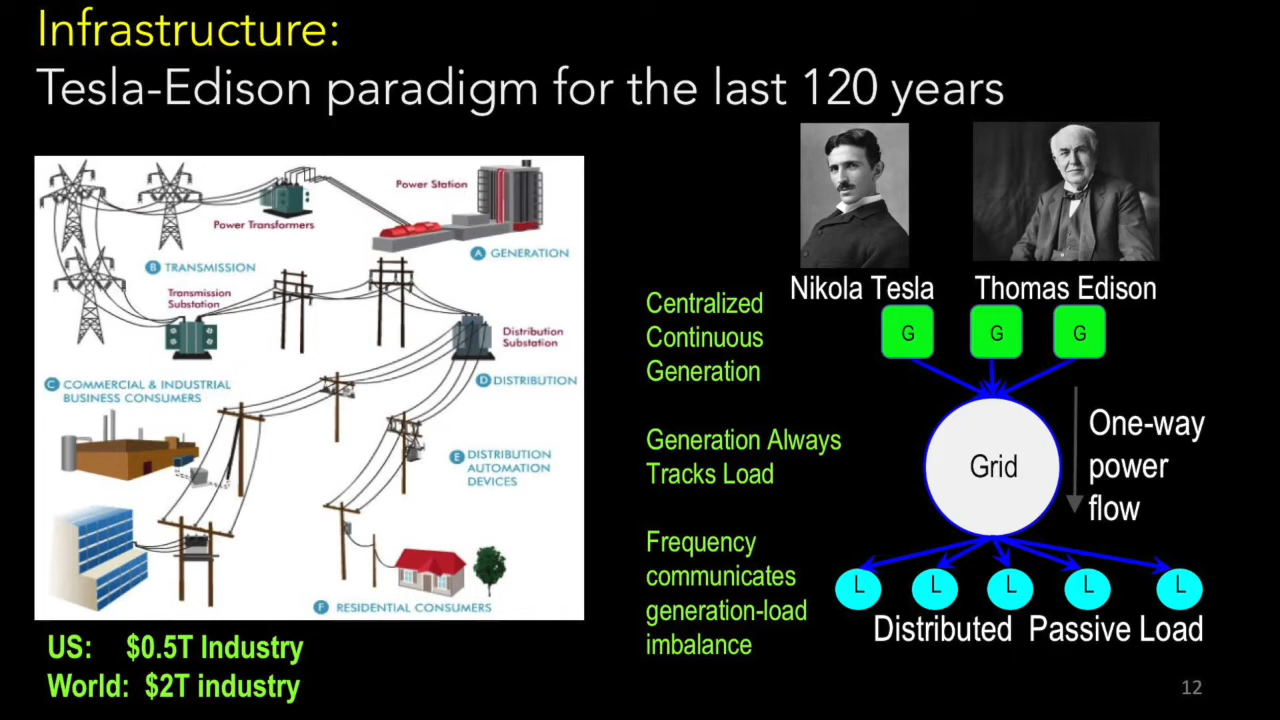 Infrastructure:
Tesla-Edison paradigm for the last 120 years
Power Station
Power Transformers
A GENERATION
B TRANSMISSION
Transmission
Substation
Distribution
Substation
C COMMERCIAL & INDUSTRIAL
BUSINESS CONSUMERS
D DISTRIBUTION
E DISTRIBUTION
AUTOMATION
DEVICES
F RESIDENTIAL CONSUMERS
US: $0.5T Industry
World: $2T industry
Nikola Tesla
Thomas Edison
Centralized
Continuous
Generation
G G G
Generation Always
Tracks Load
Grid
One-way
power
flow
Frequency
communicates
generation-load
imbalance
L L L L L
Distributed Passive Load
12